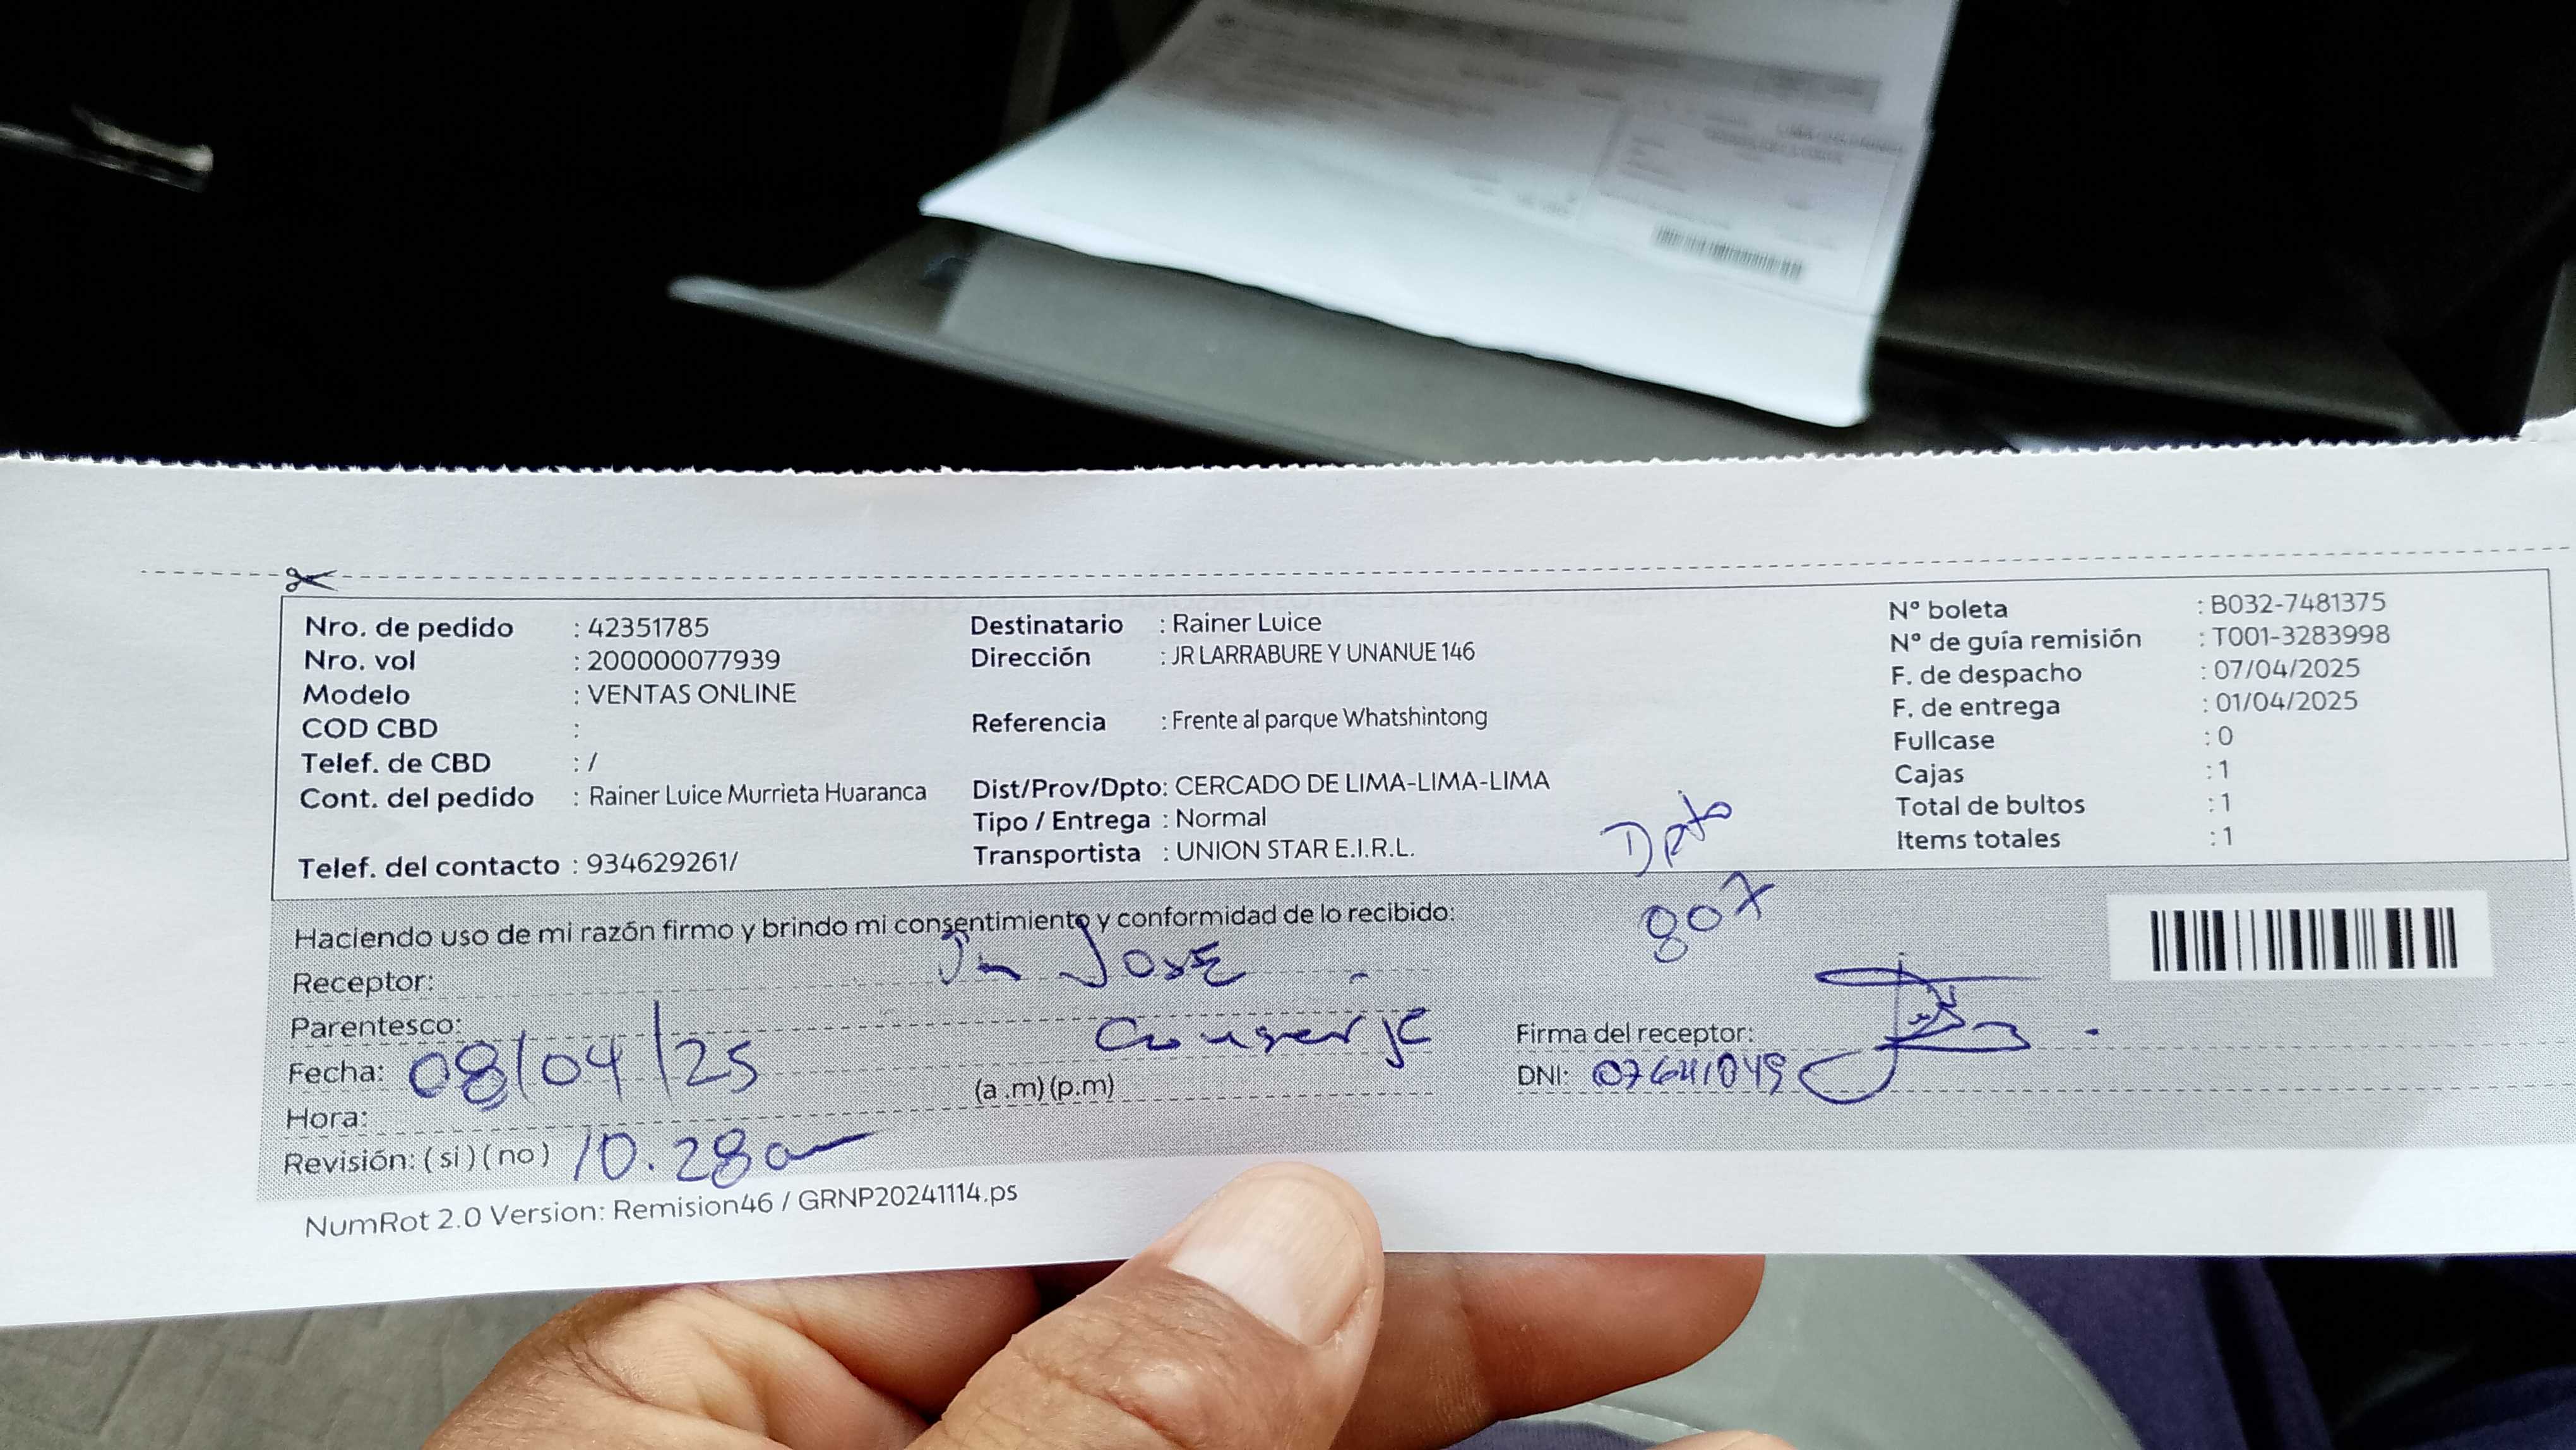 Nro. de pedido : 42351785
Nro. vol : 200000077939
Modelo : VENTAS ONLINE
COD CBD :
Telef. de CBD : /
Cont. del pedido : Rainer Luice Murrieta Huaranca
Telef. del contacto : 934629261/
Destinatario : Rainer Luice
Dirección : JR LARRABURE Y UNANUE 146
Referencia : Frente al parque Whatshintong
Dist/Prov/Dpto: CERCADO DE LIMA-LIMA-LIMA
Tipo / Entrega : Normal
Transportista : UNION STAR E.I.R.L.
N° boleta : B032-7481375
N° de guía remisión : T001-3283998
F. de despacho : 07/04/2025
F. de entrega : 01/04/2025
Fullcase : 0
Cajas : 1
Total de bultos : 1
Items totales : 1
Dpto
807
Haciendo uso de mi razón firmo y brindo mi consentimiento y conformidad de lo recibido:
Receptor: José
Parentesco: Conserje
Fecha: 08/04/25
Hora: (a .m) (p.m)
Revisión: ( si ) ( no ) 10.28am
Firma del receptor:
DNI:
NumRot 2.0 Version: Remision46 / GRNP20241114.ps